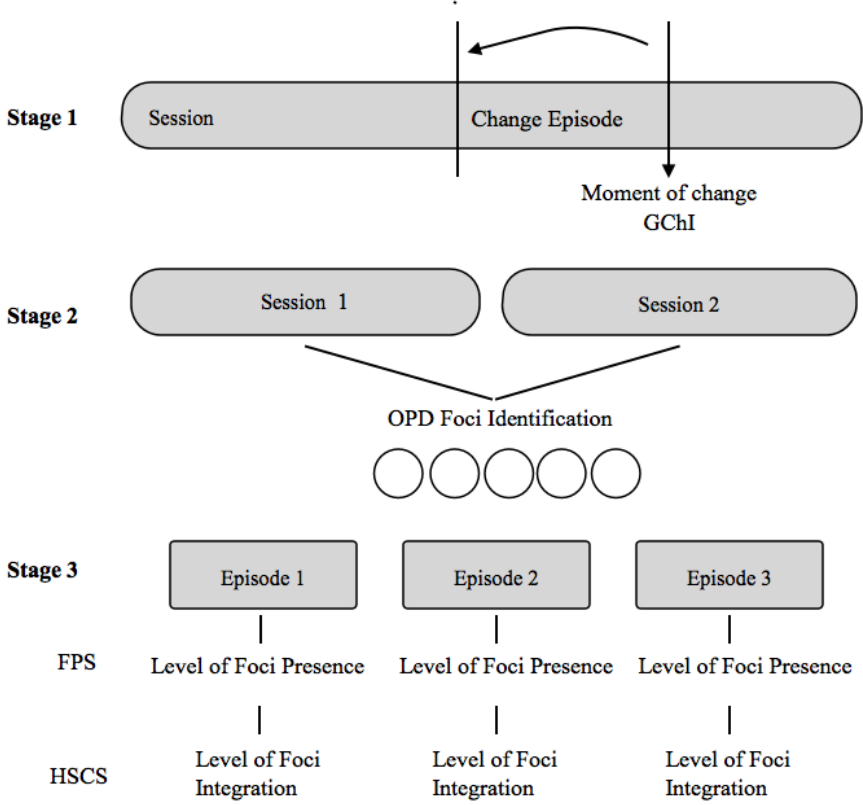 Stage 1
Session
Change Episode
Moment of change
GChI
Stage 2
Session 1
Session 2
OPD Foci Identification
Stage 3
Episode 1
Episode 2
Episode 3
FPS
Level of Foci Presence
Level of Foci Presence
Level of Foci Presence
HSCS
Level of Foci
Integration
Level of Foci
Integration
Level of Foci
Integration